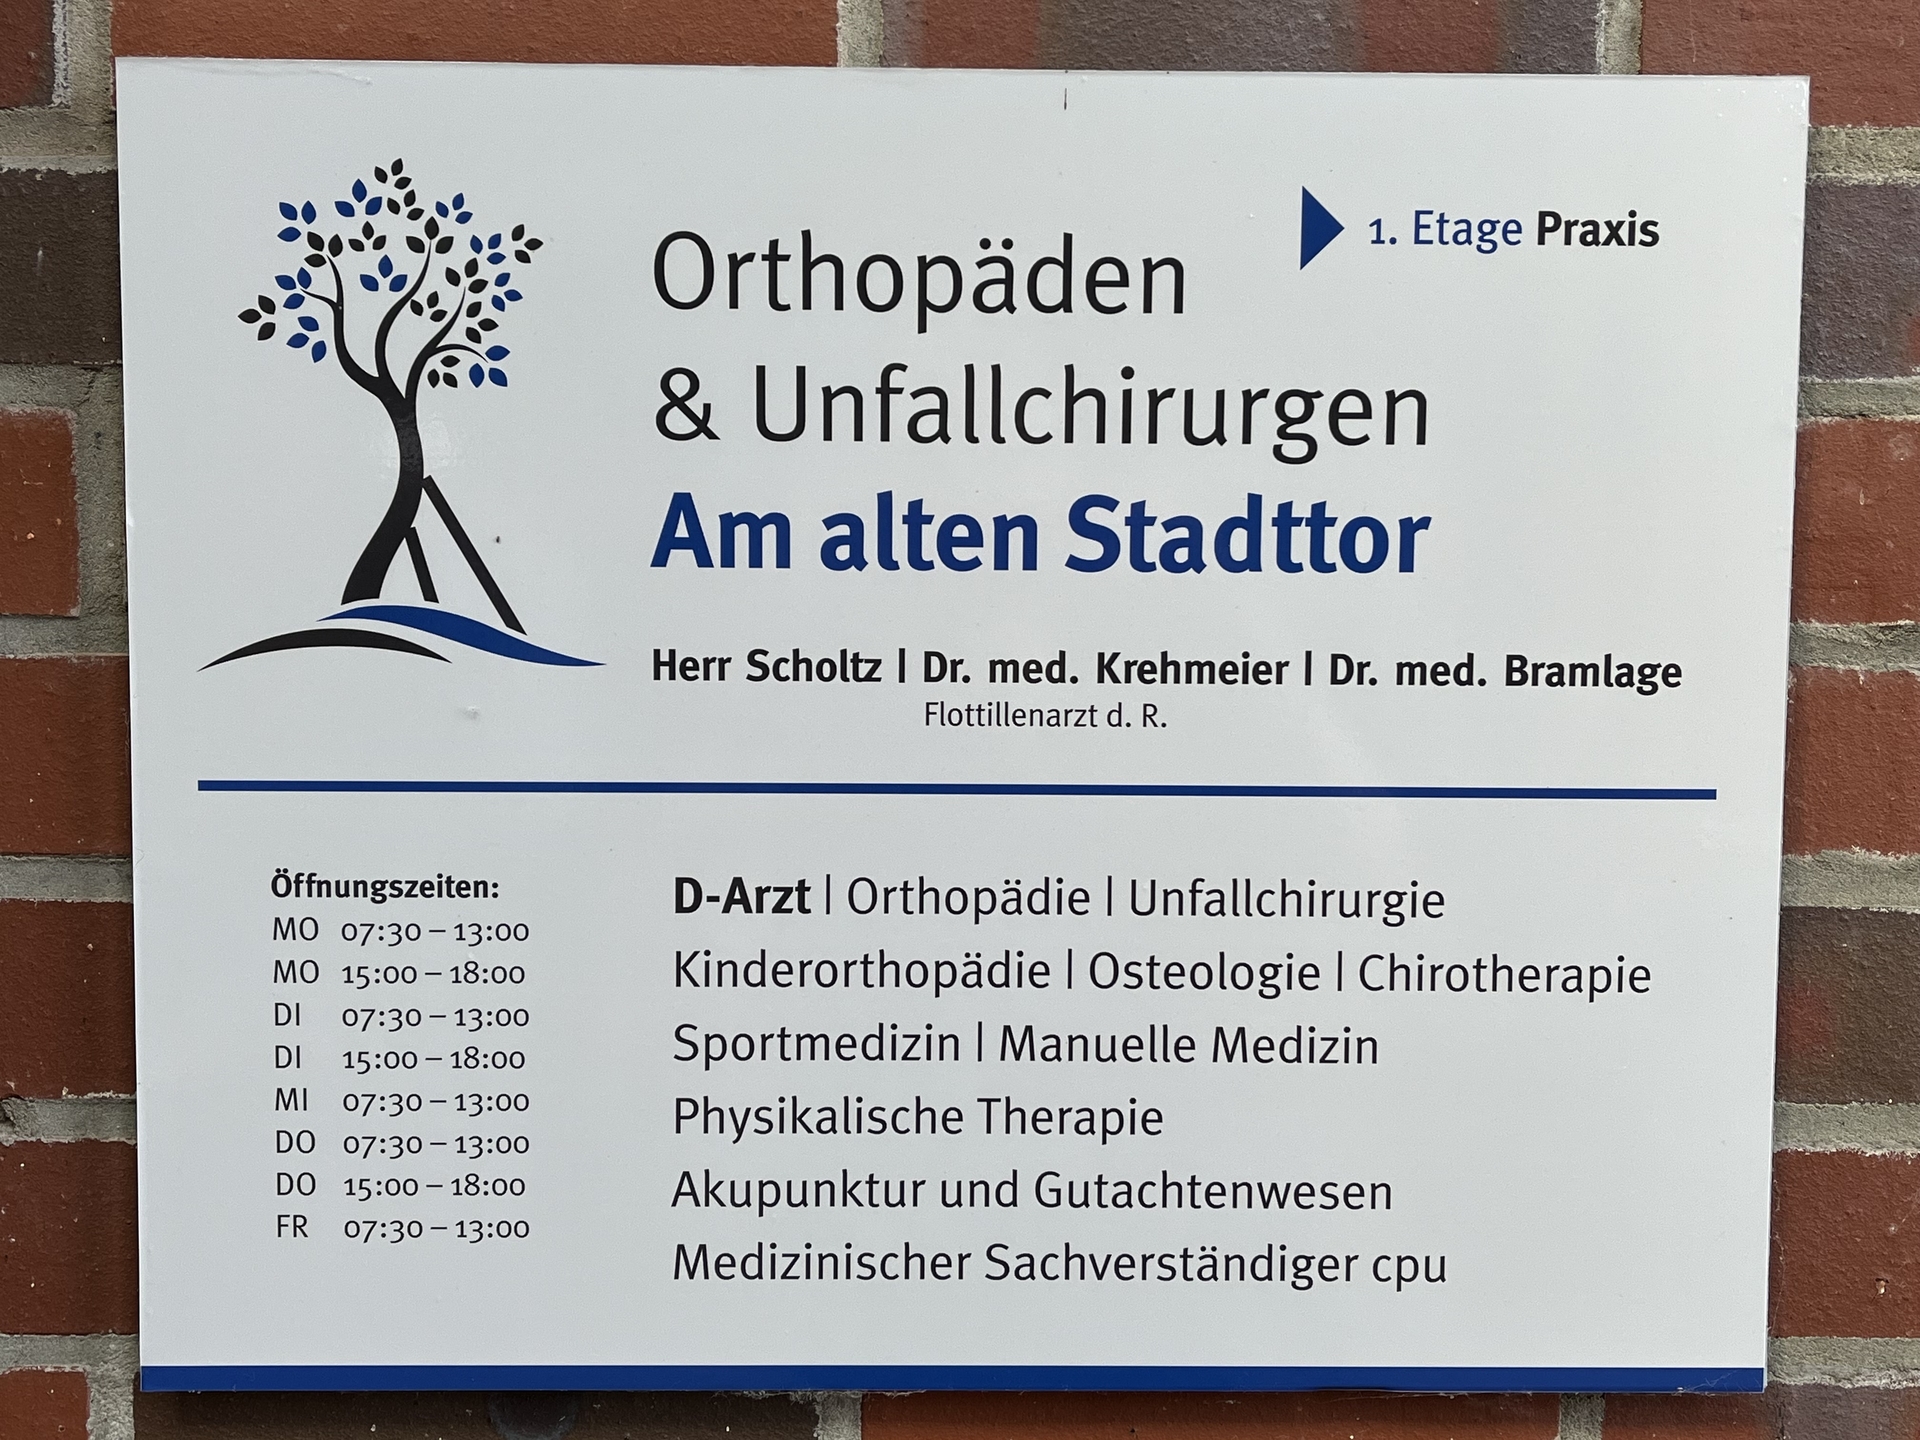 1. Etage Praxis
Orthopäden
& Unfallchirurgen
Am alten Stadttor
Herr Scholtz | Dr. med. Krehmeier | Dr. med. Bramlage
Flottillenarzt d. R.
Öffnungszeiten:
MO 07:30 – 13:00
MO 15:00 – 18:00
DI 07:30 – 13:00
DI 15:00 – 18:00
MI 07:30 – 13:00
DO 07:30 – 13:00
DO 15:00 – 18:00
FR 07:30 – 13:00
D-Arzt | Orthopädie | Unfallchirurgie
Kinderorthopädie | Osteologie | Chirotherapie
Sportmedizin | Manuelle Medizin
Physikalische Therapie
Akupunktur und Gutachtenwesen
Medizinischer Sachverständiger cpu